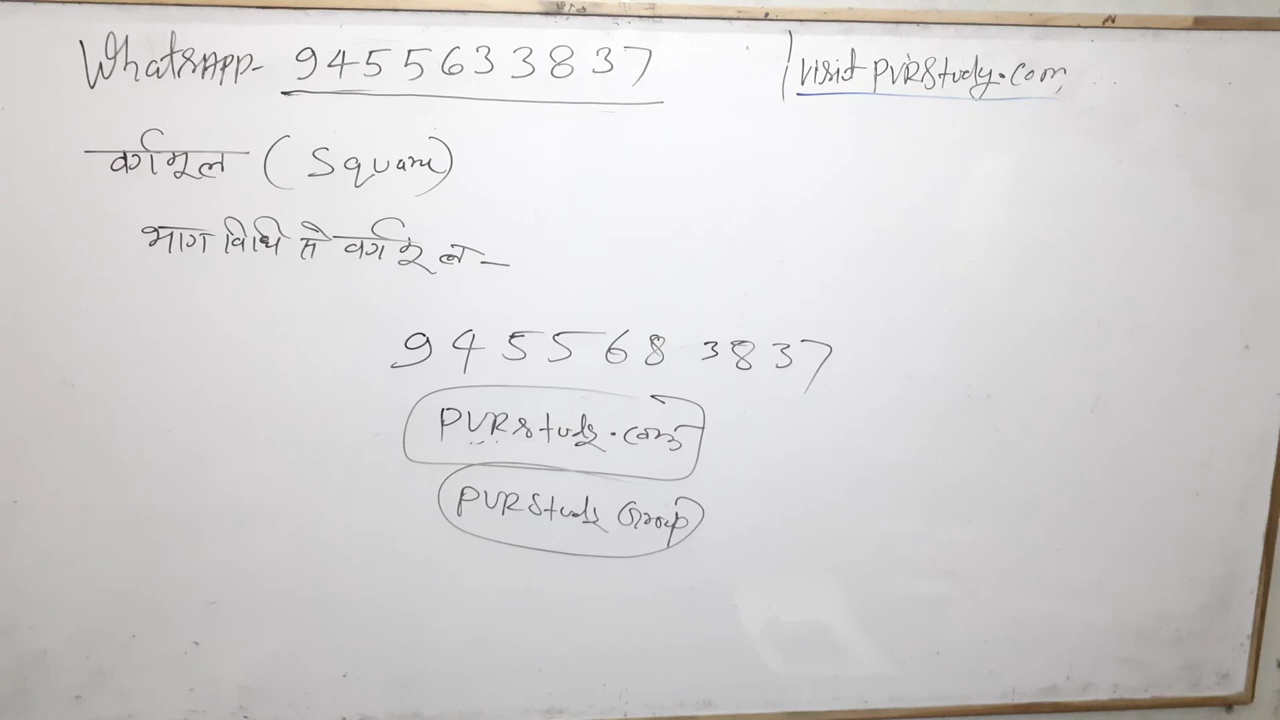 WhatsApp- 9455633837
visit PVRStudy.com
वर्गमूल (Square)
भाग विधि से वर्गमूल -
9455683837
PVRStudy.com
PVRStudy Group